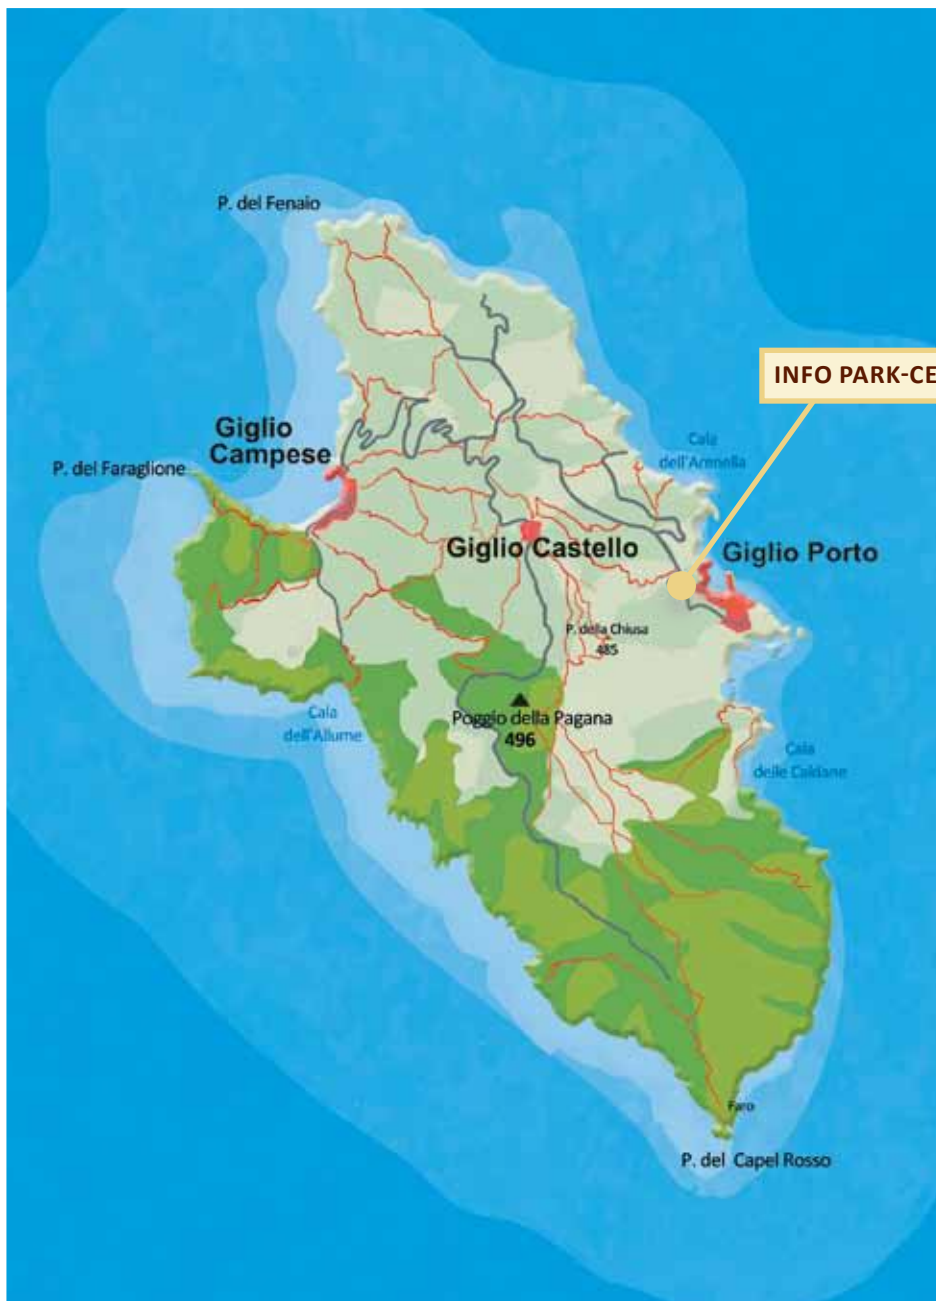 P. del Fenaio
INFO PARK-CE
Giglio
Campese
Cala
dell'Arenella
P. del Faraglione
Giglio Castello
Giglio Porto
P. della Chiusa
485
Poggio della Pagana
496
Cala
dell'Allume
Cala
delle Caldane
Faro
P. del Capel Rosso